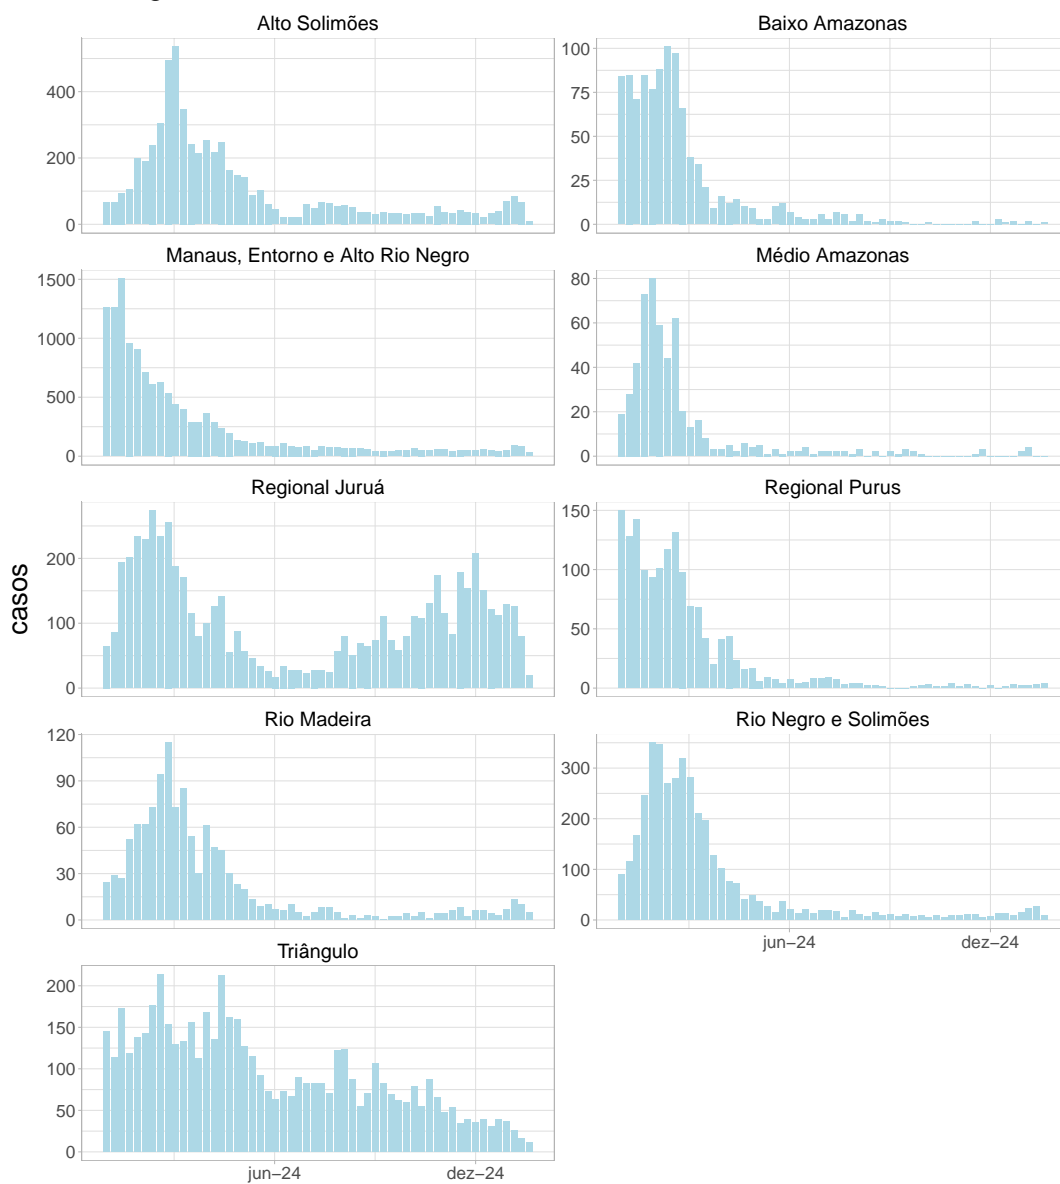 Alto Solimões
Baixo Amazonas
400
200
0
100
75
50
25
0
Manaus, Entorno e Alto Rio Negro
Médio Amazonas
1500
1000
500
0
80
60
40
20
0
Regional Juruá
Regional Purus
200
100
0
150
100
50
0
casos
Rio Madeira
Rio Negro e Solimões
120
90
60
30
0
300
200
100
0
jun−24
dez−24
Triângulo
200
150
100
50
0
jun−24
dez−24